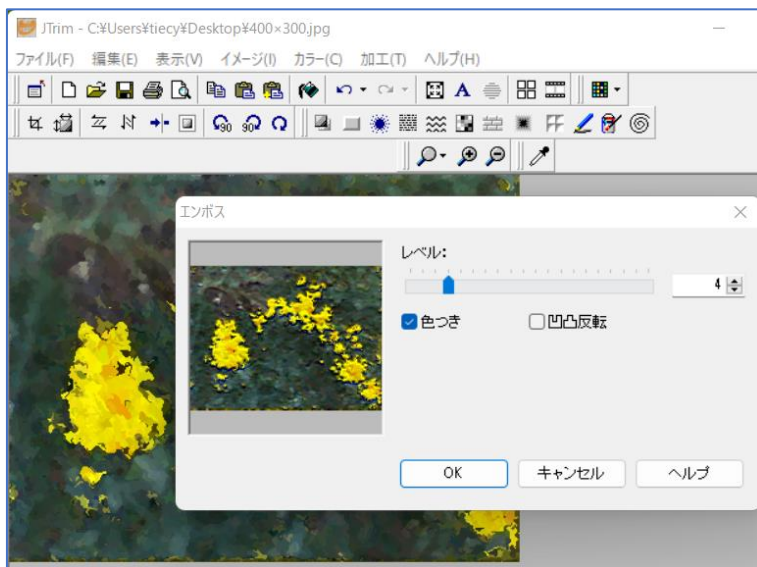 JTrim - C:¥Users¥tiecy¥Desktop¥400×300.jpg
ファイル(F) 編集(E) 表示(V) イメージ(I) カラー(C) 加工(T) ヘルプ(H)
A
90 90
エンボス
レベル:
4
色つき 凹凸反転
OK キャンセル ヘルプ